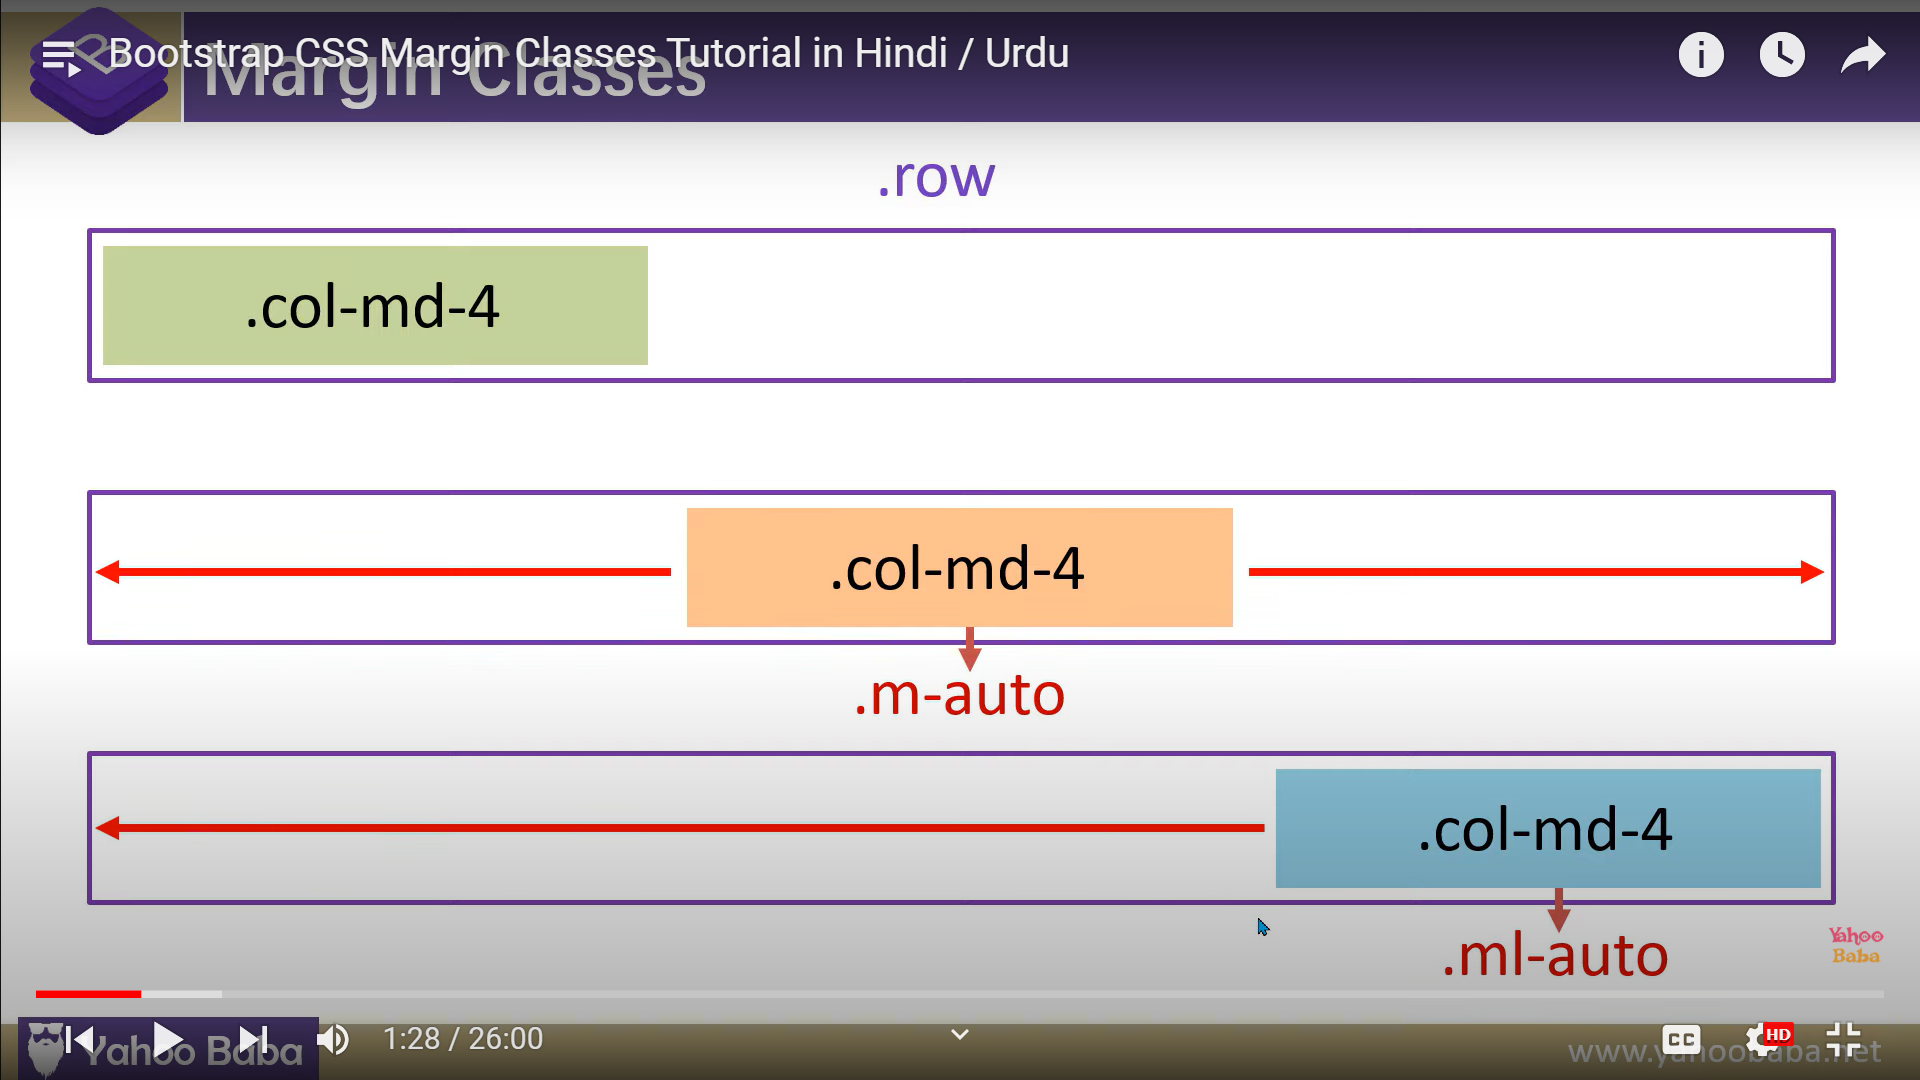 Bootstrap CSS Margin Classes Tutorial in Hindi / Urdu
Margin Classes
.row
.col-md-4
.col-md-4
.m-auto
.col-md-4
.ml-auto
Yahoo
Baba
Yahoo Baba
1:28 / 26:00
CC
HD
www.yahoobaba.net